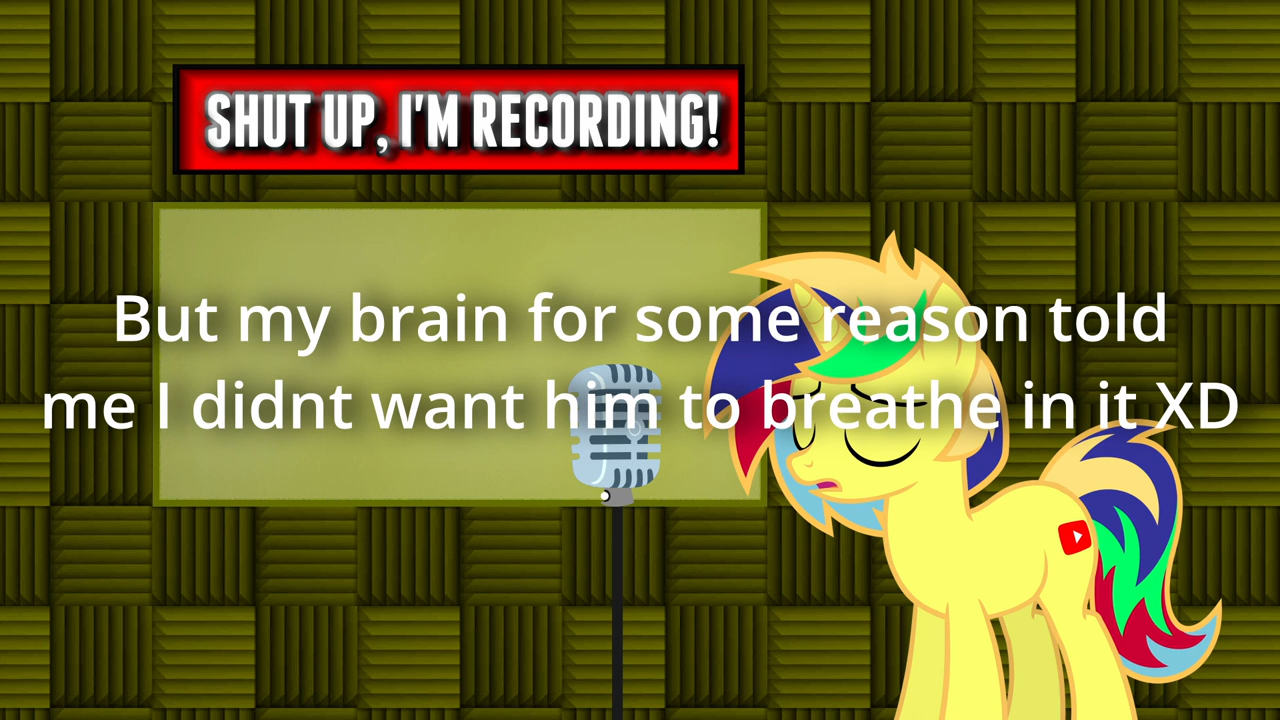 SHUT UP, I'M RECORDING!
But my brain for some reason told
me I didnt want him to breathe in it XD